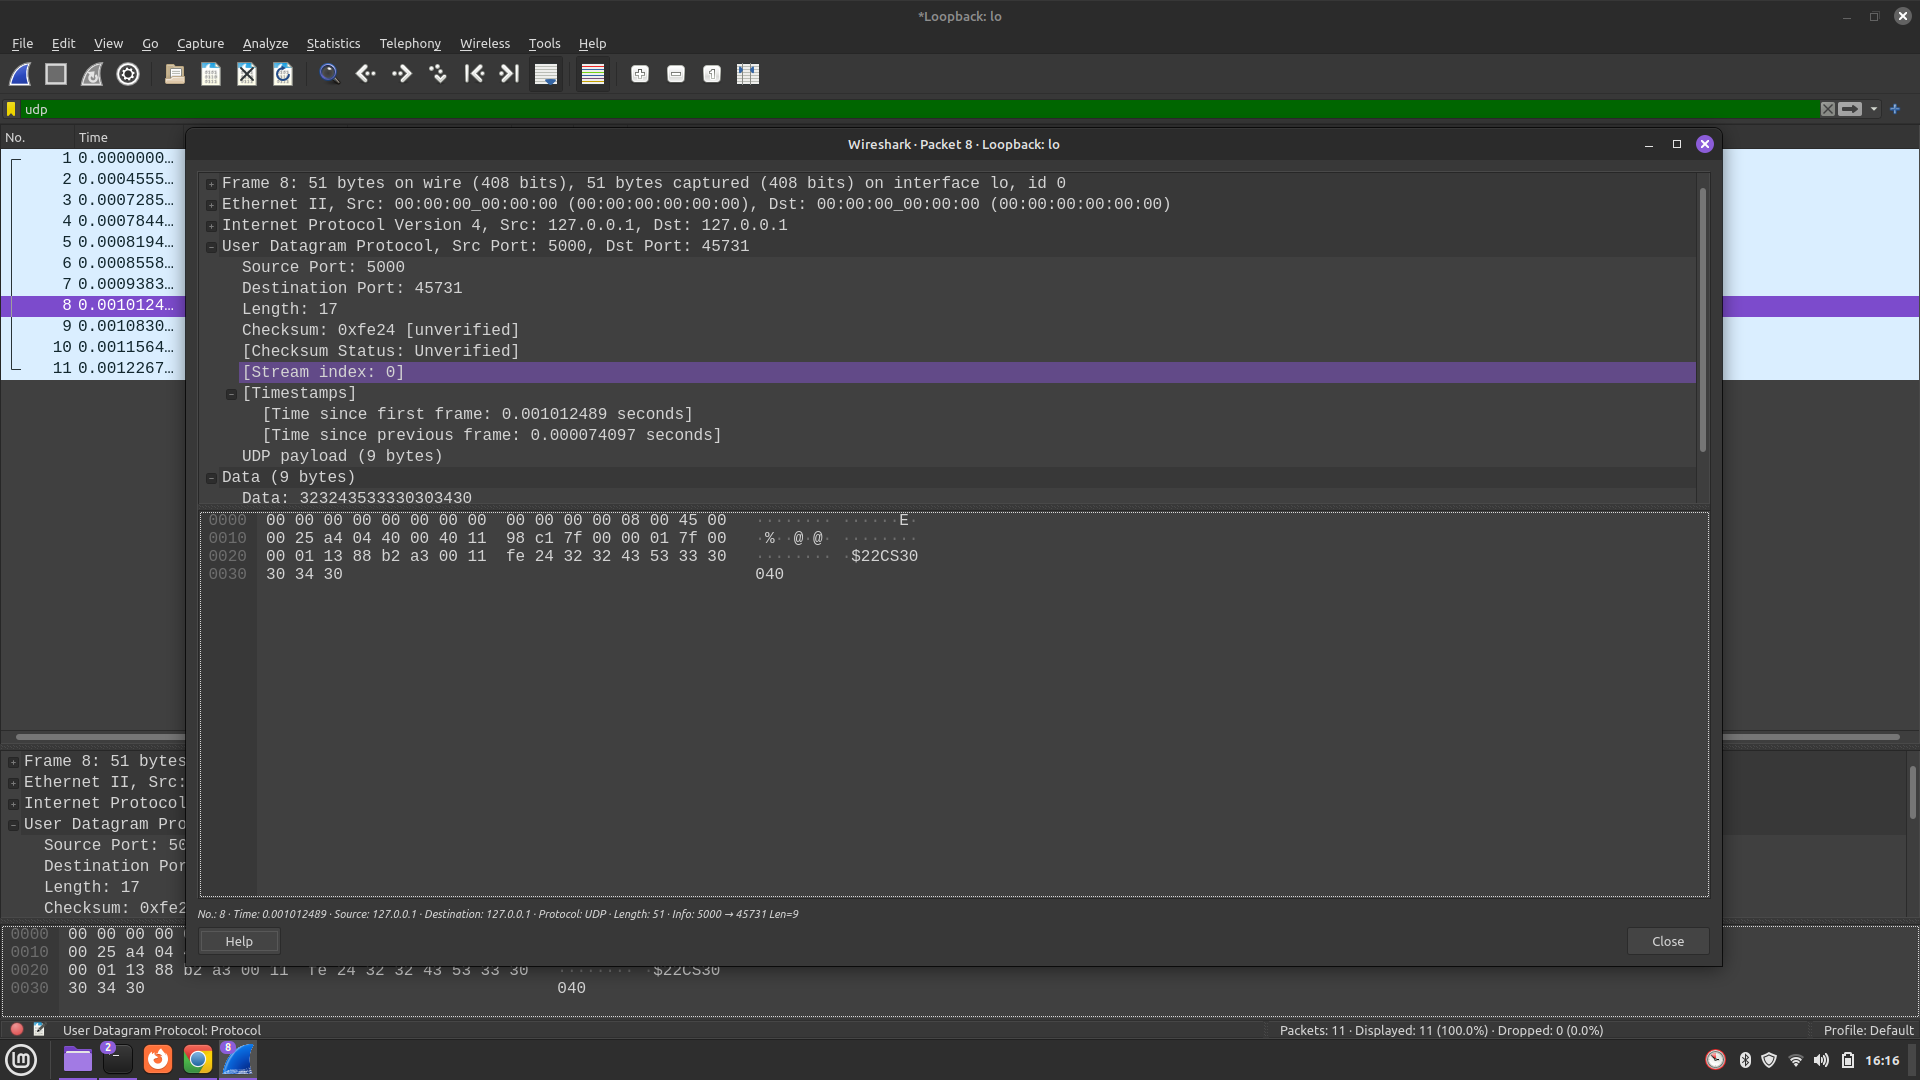 *Loopback: lo
File Edit View Go Capture Analyze Statistics Telephony Wireless Tools Help
udp
No. Time
1 0.0000000…
2 0.0004555…
3 0.0007285…
4 0.0007844…
5 0.0008194…
6 0.0008558…
7 0.0009383…
8 0.0010124…
9 0.0010830…
10 0.0011564…
11 0.0012267…
Wireshark · Packet 8 · Loopback: lo
Frame 8: 51 bytes on wire (408 bits), 51 bytes captured (408 bits) on interface lo, id 0
Ethernet II, Src: 00:00:00_00:00:00 (00:00:00:00:00:00), Dst: 00:00:00_00:00:00 (00:00:00:00:00:00)
Internet Protocol Version 4, Src: 127.0.0.1, Dst: 127.0.0.1
User Datagram Protocol, Src Port: 5000, Dst Port: 45731
Source Port: 5000
Destination Port: 45731
Length: 17
Checksum: 0xfe24 [unverified]
[Checksum Status: Unverified]
[Stream index: 0]
[Timestamps]
[Time since first frame: 0.001012489 seconds]
[Time since previous frame: 0.000074097 seconds]
UDP payload (9 bytes)
Data (9 bytes)
Data: 323243533330303430
0000 00 00 00 00 00 00 00 00 00 00 00 00 08 00 45 00 ········ ······E·
0010 00 25 a4 04 40 00 40 11 98 c1 7f 00 00 01 7f 00 ·%··@·@· ········
0020 00 01 13 88 b2 a3 00 11 fe 24 32 32 43 53 33 30 ········ ·$22CS30
0030 30 34 30 040
No.: 8 · Time: 0.001012489 · Source: 127.0.0.1 · Destination: 127.0.0.1 · Protocol: UDP · Length: 51 · Info: 5000 → 45731 Len=9
Help Close
Frame 8: 51 bytes
Ethernet II, Src:
Internet Protocol
User Datagram Pro
Source Port: 50
Destination Por
Length: 17
Checksum: 0xfe2
0000 00 00 00 00
0010 00 25 a4 04
0020 00 01 13 88 b2 a3 00 11 fe 24 32 32 43 53 33 30 ········ ·$22CS30
0030 30 34 30 040
User Datagram Protocol: Protocol Packets: 11 · Displayed: 11 (100.0%) · Dropped: 0 (0.0%) Profile: Default
2 8 16:16